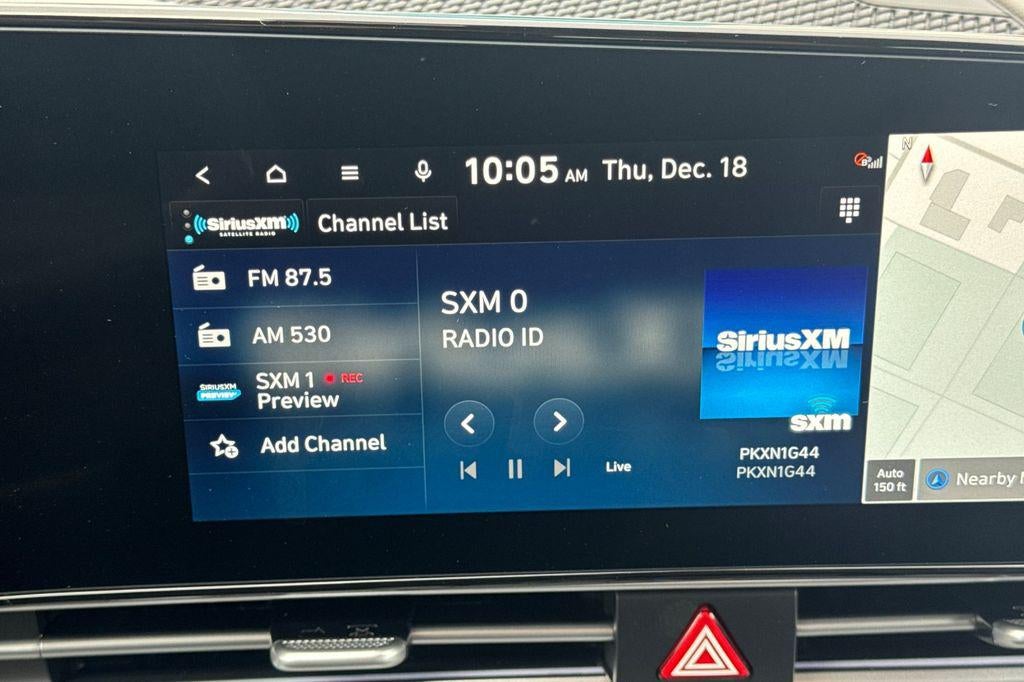 10:05 AM Thu, Dec. 18
N
SiriusXM
SATELLITE RADIO
Channel List
FM 87.5
AM 530
SIRIUSXM
PREVIEW
SXM 1 REC
Preview
Add Channel
SXM 0
RADIO ID
Live
SiriusXM
sxm
PKXN1G44
PKXN1G44
Auto
150 ft
Nearby